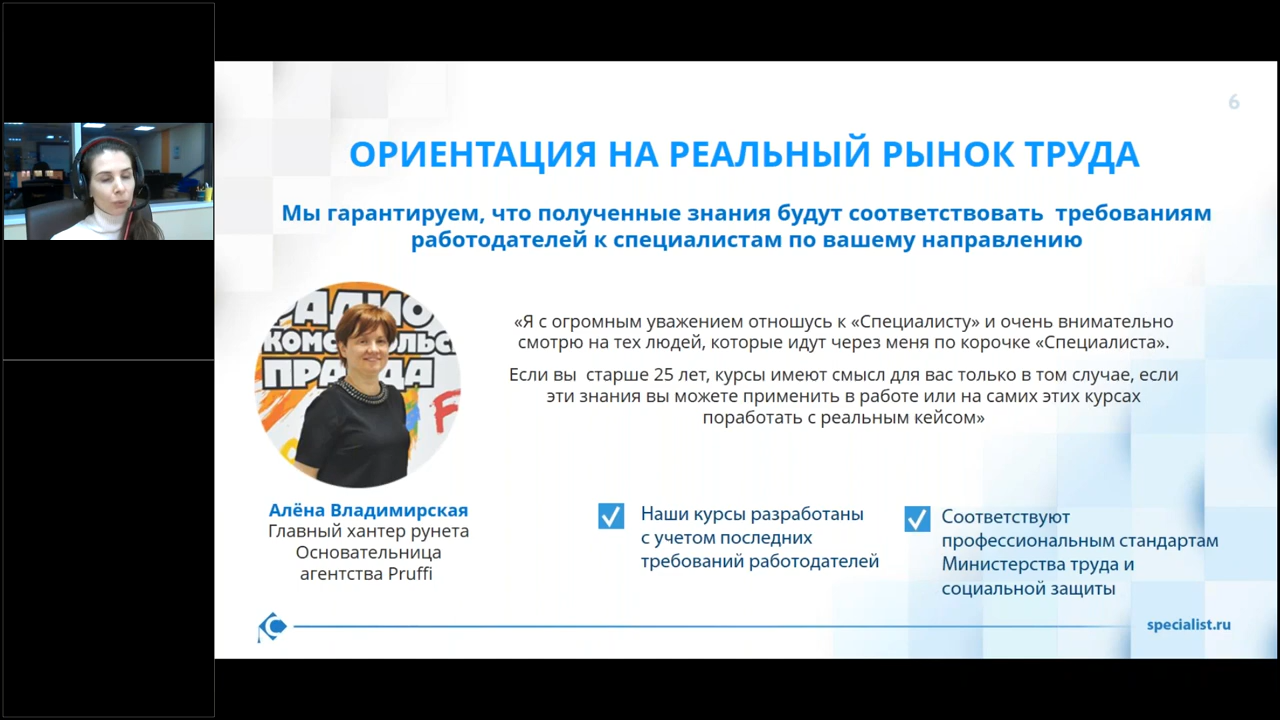 6
ОРИЕНТАЦИЯ НА РЕАЛЬНЫЙ РЫНОК ТРУДА
Мы гарантируем, что полученные знания будут соответствовать требованиям
работодателей к специалистам по вашему направлению
РАДИО
КОМСОМОЛЬС
ПРАВДА
«Я с огромным уважением отношусь к «Специалисту» и очень внимательно
смотрю на тех людей, которые идут через меня по корочке «Специалиста».
Если вы старше 25 лет, курсы имеют смысл для вас только в том случае, если
эти знания вы можете применить в работе или на самих этих курсах
поработать с реальным кейсом»
Алёна Владимирская
Главный хантер рунета
Основательница
агентства Pruffi
Наши курсы разработаны
с учетом последних
требований работодателей
Соответствуют
профессиональным стандартам
Министерства труда и
социальной защиты
specialist.ru